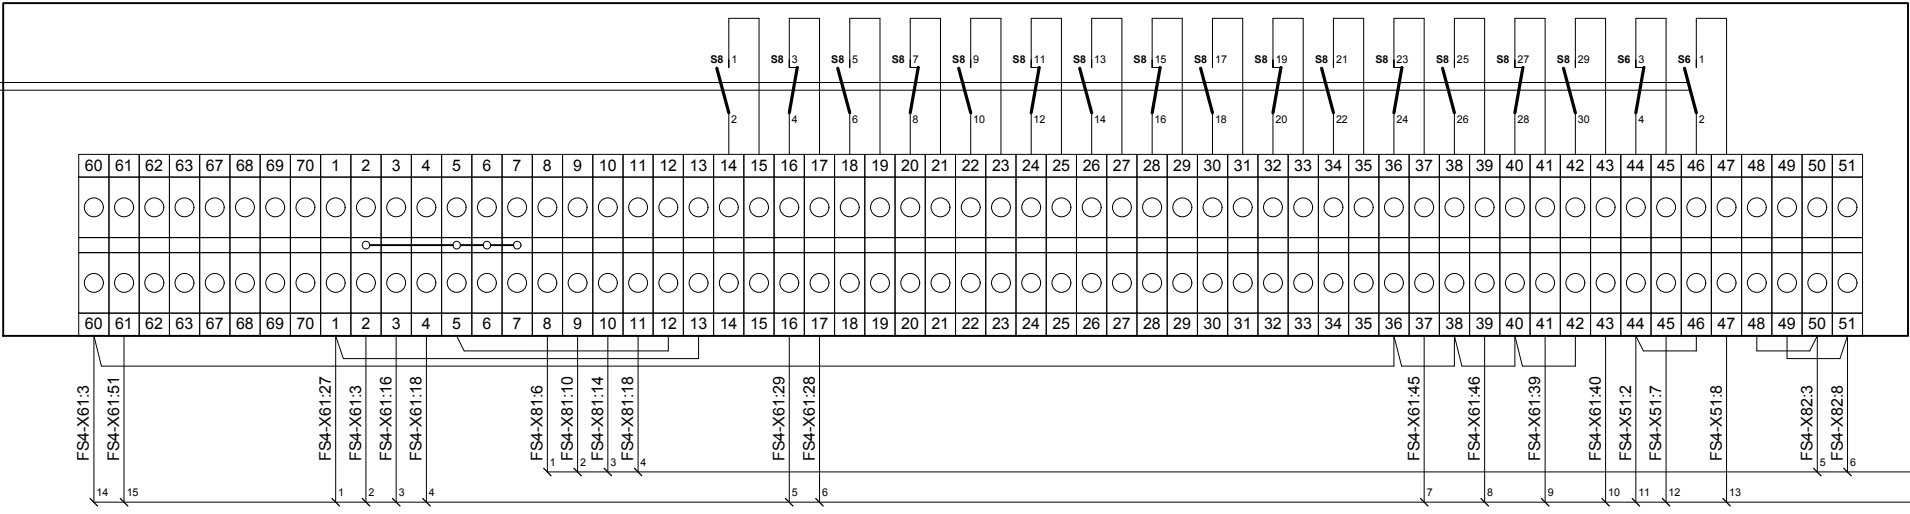 S8 1 S8 3 S8 5 S8 7 S8 9 S8 11 S8 13 S8 15 S8 17 S8 19 S8 21 S8 23 S8 25 S8 27 S8 29 S6 3 S6 1
2 4 6 8 10 12 14 16 18 20 22 24 26 28 30 4 2
60 61 62 63 67 68 69 70 1 2 3 4 5 6 7 8 9 10 11 12 13 14 15 16 17 18 19 20 21 22 23 24 25 26 27 28 29 30 31 32 33 34 35 36 37 38 39 40 41 42 43 44 45 46 47 48 49 50 51
60 61 62 63 67 68 69 70 1 2 3 4 5 6 7 8 9 10 11 12 13 14 15 16 17 18 19 20 21 22 23 24 25 26 27 28 29 30 31 32 33 34 35 36 37 38 39 40 41 42 43 44 45 46 47 48 49 50 51
FS4-X61:3
FS4-X61:51
FS4-X61:27
FS4-X61:3
FS4-X61:16
FS4-X61:18
FS4-X81:6
FS4-X81:10
FS4-X81:14
FS4-X81:18
FS4-X61:29
FS4-X61:28
FS4-X61:45
FS4-X61:46
FS4-X61:39
FS4-X61:40
FS4-X51:2
FS4-X51:7
FS4-X51:8
FS4-X82:3
FS4-X82:8
1 2 3 4 5 6
14 15 1 2 3 4 5 6 7 8 9 10 11 12 13